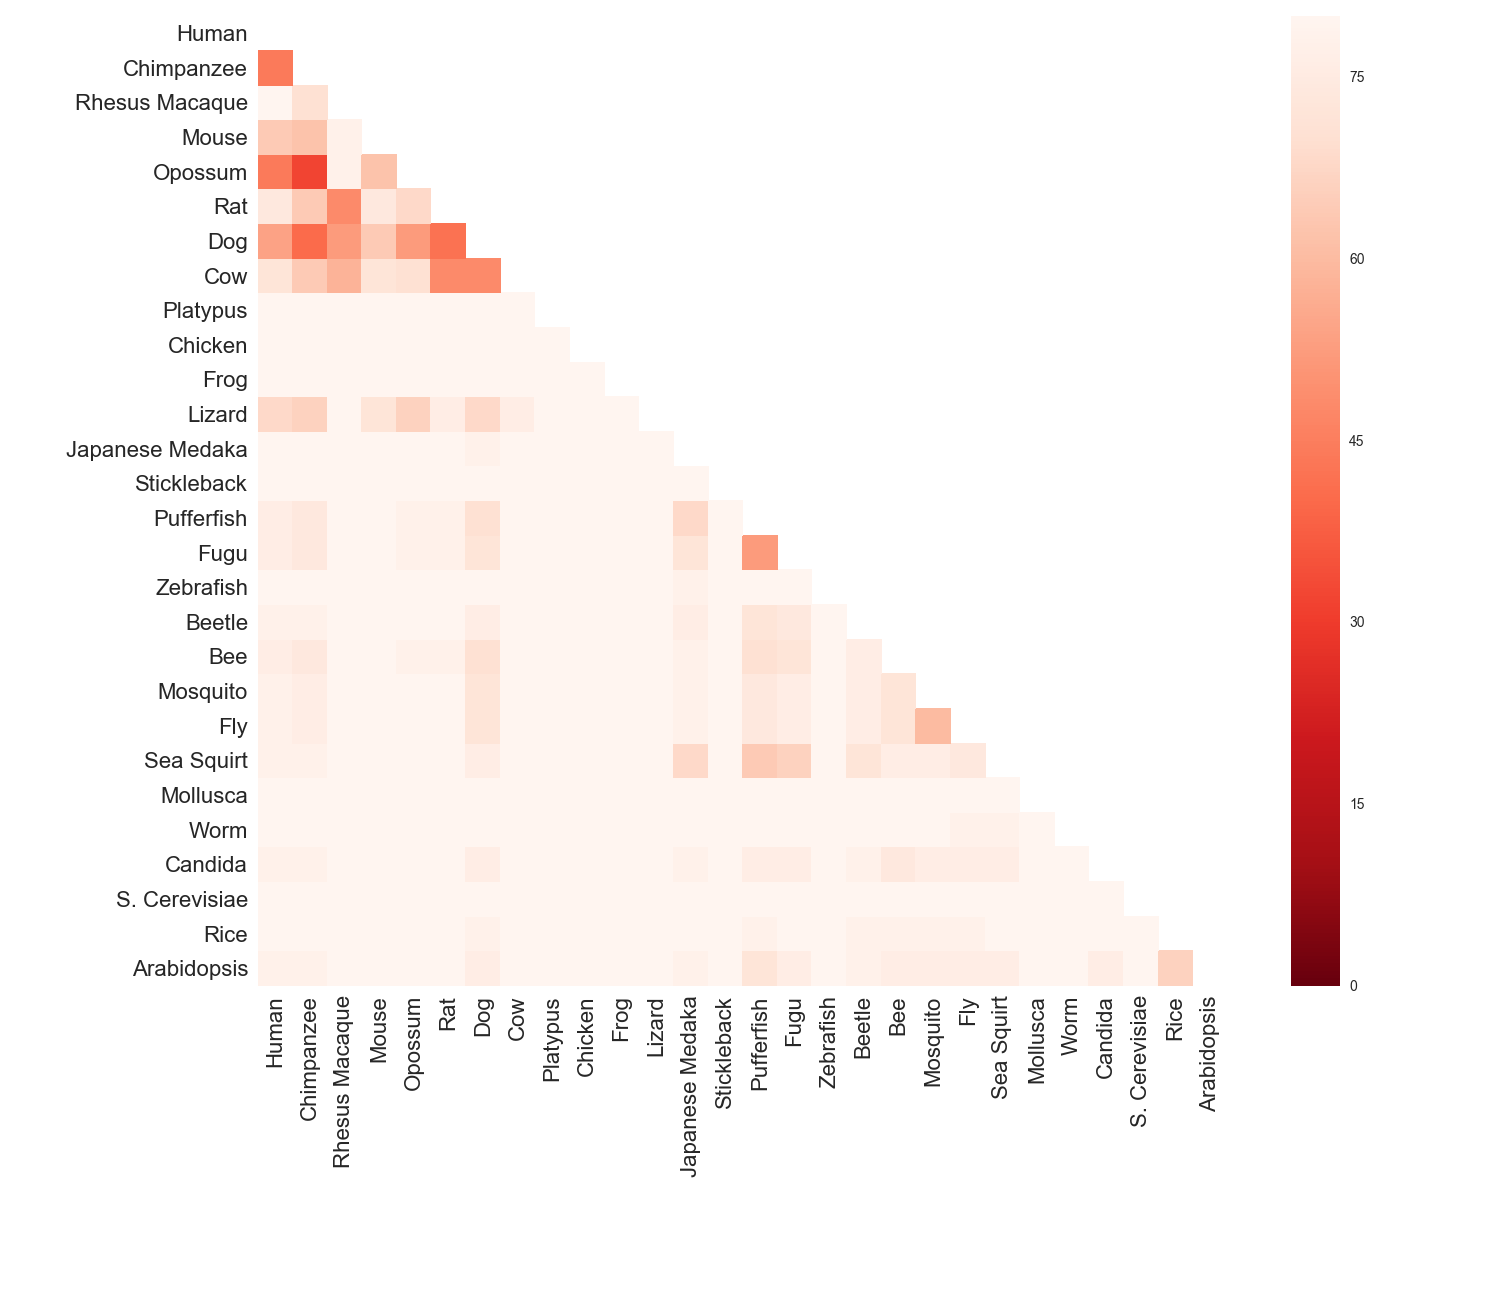 Human
Chimpanzee
Rhesus Macaque
Mouse
Opossum
Rat
Dog
Cow
Platypus
Chicken
Frog
Lizard
Japanese Medaka
Stickleback
Pufferfish
Fugu
Zebrafish
Beetle
Bee
Mosquito
Fly
Sea Squirt
Mollusca
Worm
Candida
S. Cerevisiae
Rice
Arabidopsis
Human
Chimpanzee
Rhesus Macaque
Mouse
Opossum
Rat
Dog
Cow
Platypus
Chicken
Frog
Lizard
Japanese Medaka
Stickleback
Pufferfish
Fugu
Zebrafish
Beetle
Bee
Mosquito
Fly
Sea Squirt
Mollusca
Worm
Candida
S. Cerevisiae
Rice
Arabidopsis
75
60
45
30
15
0